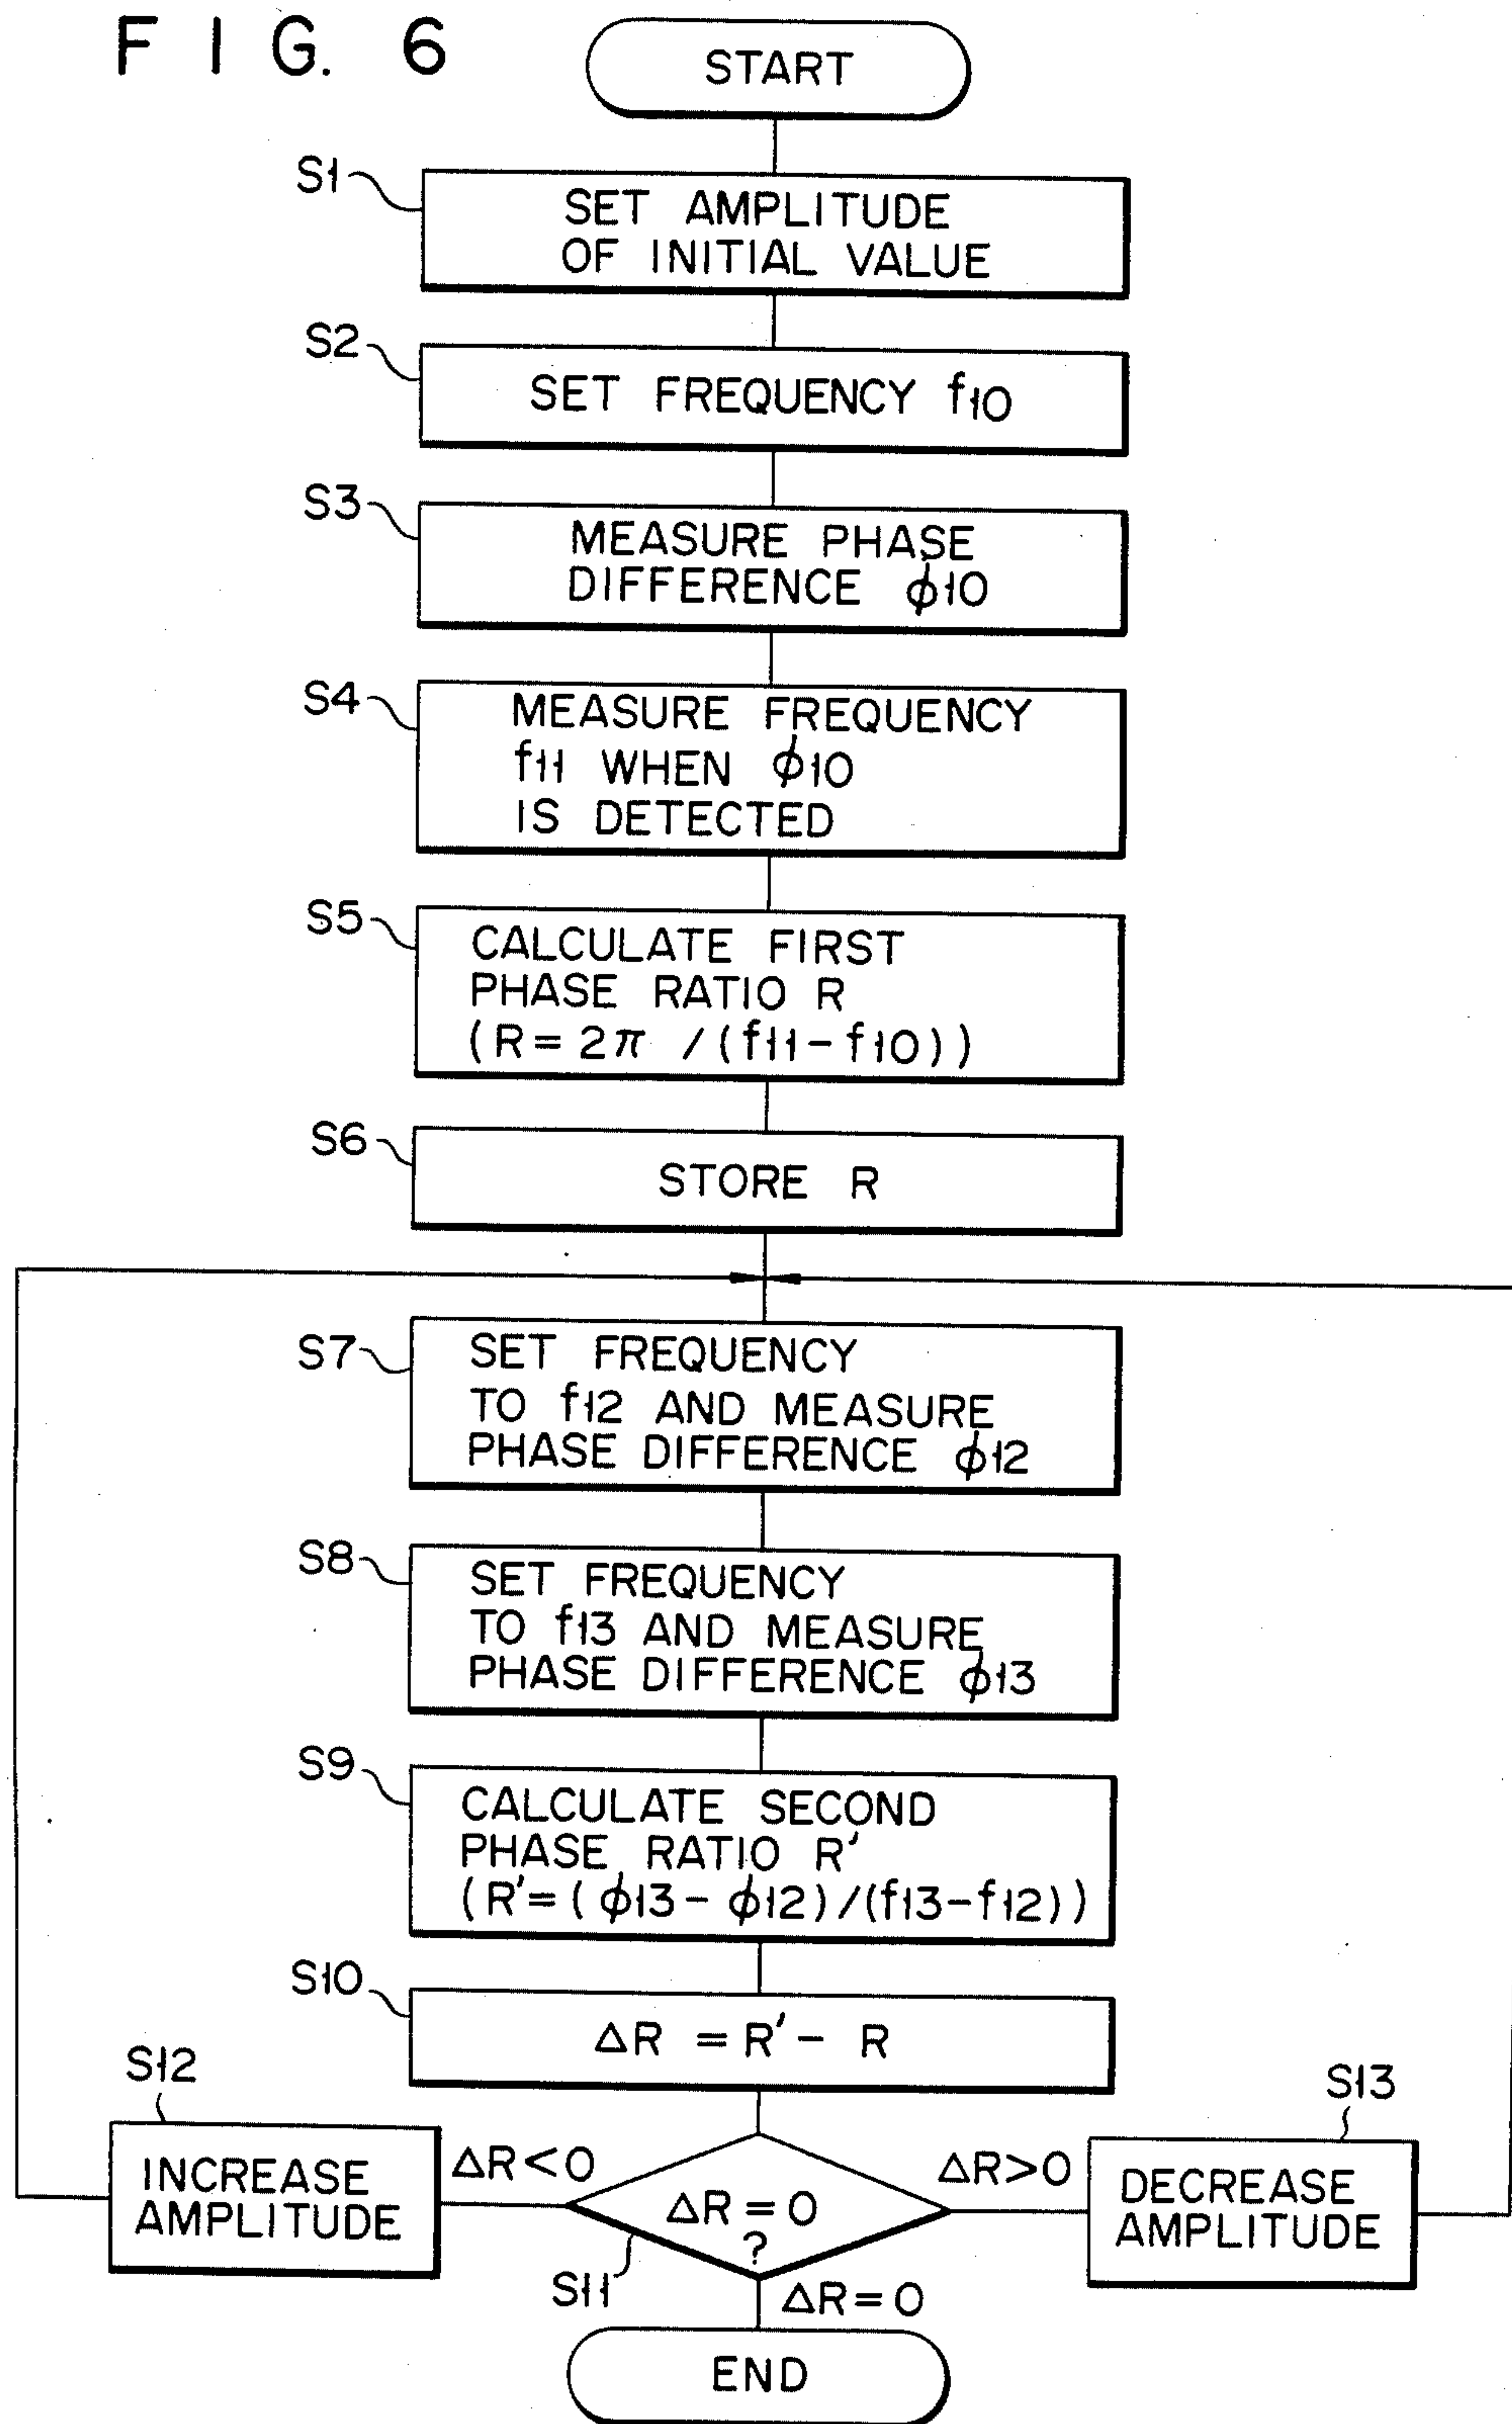 FIG. 6
START
S1
SET AMPLITUDE
OF INITIAL VALUE
S2
SET FREQUENCY f10
S3
MEASURE PHASE
DIFFERENCE ϕ10
S4
MEASURE FREQUENCY
f11 WHEN ϕ10
IS DETECTED
S5
CALCULATE FIRST
PHASE RATIO R
(R=2π /(f11-f10))
S6
STORE R
S7
SET FREQUENCY
TO f12 AND MEASURE
PHASE DIFFERENCE ϕ12
S8
SET FREQUENCY
TO f13 AND MEASURE
PHASE DIFFERENCE ϕ13
S9
CALCULATE SECOND
PHASE RATIO R'
(R'=(ϕ13-ϕ12)/(f13-f12))
S10
ΔR = R' - R
S12
INCREASE
AMPLITUDE
ΔR<0
ΔR=0
?
S11
ΔR>0
S13
DECREASE
AMPLITUDE
ΔR=0
END